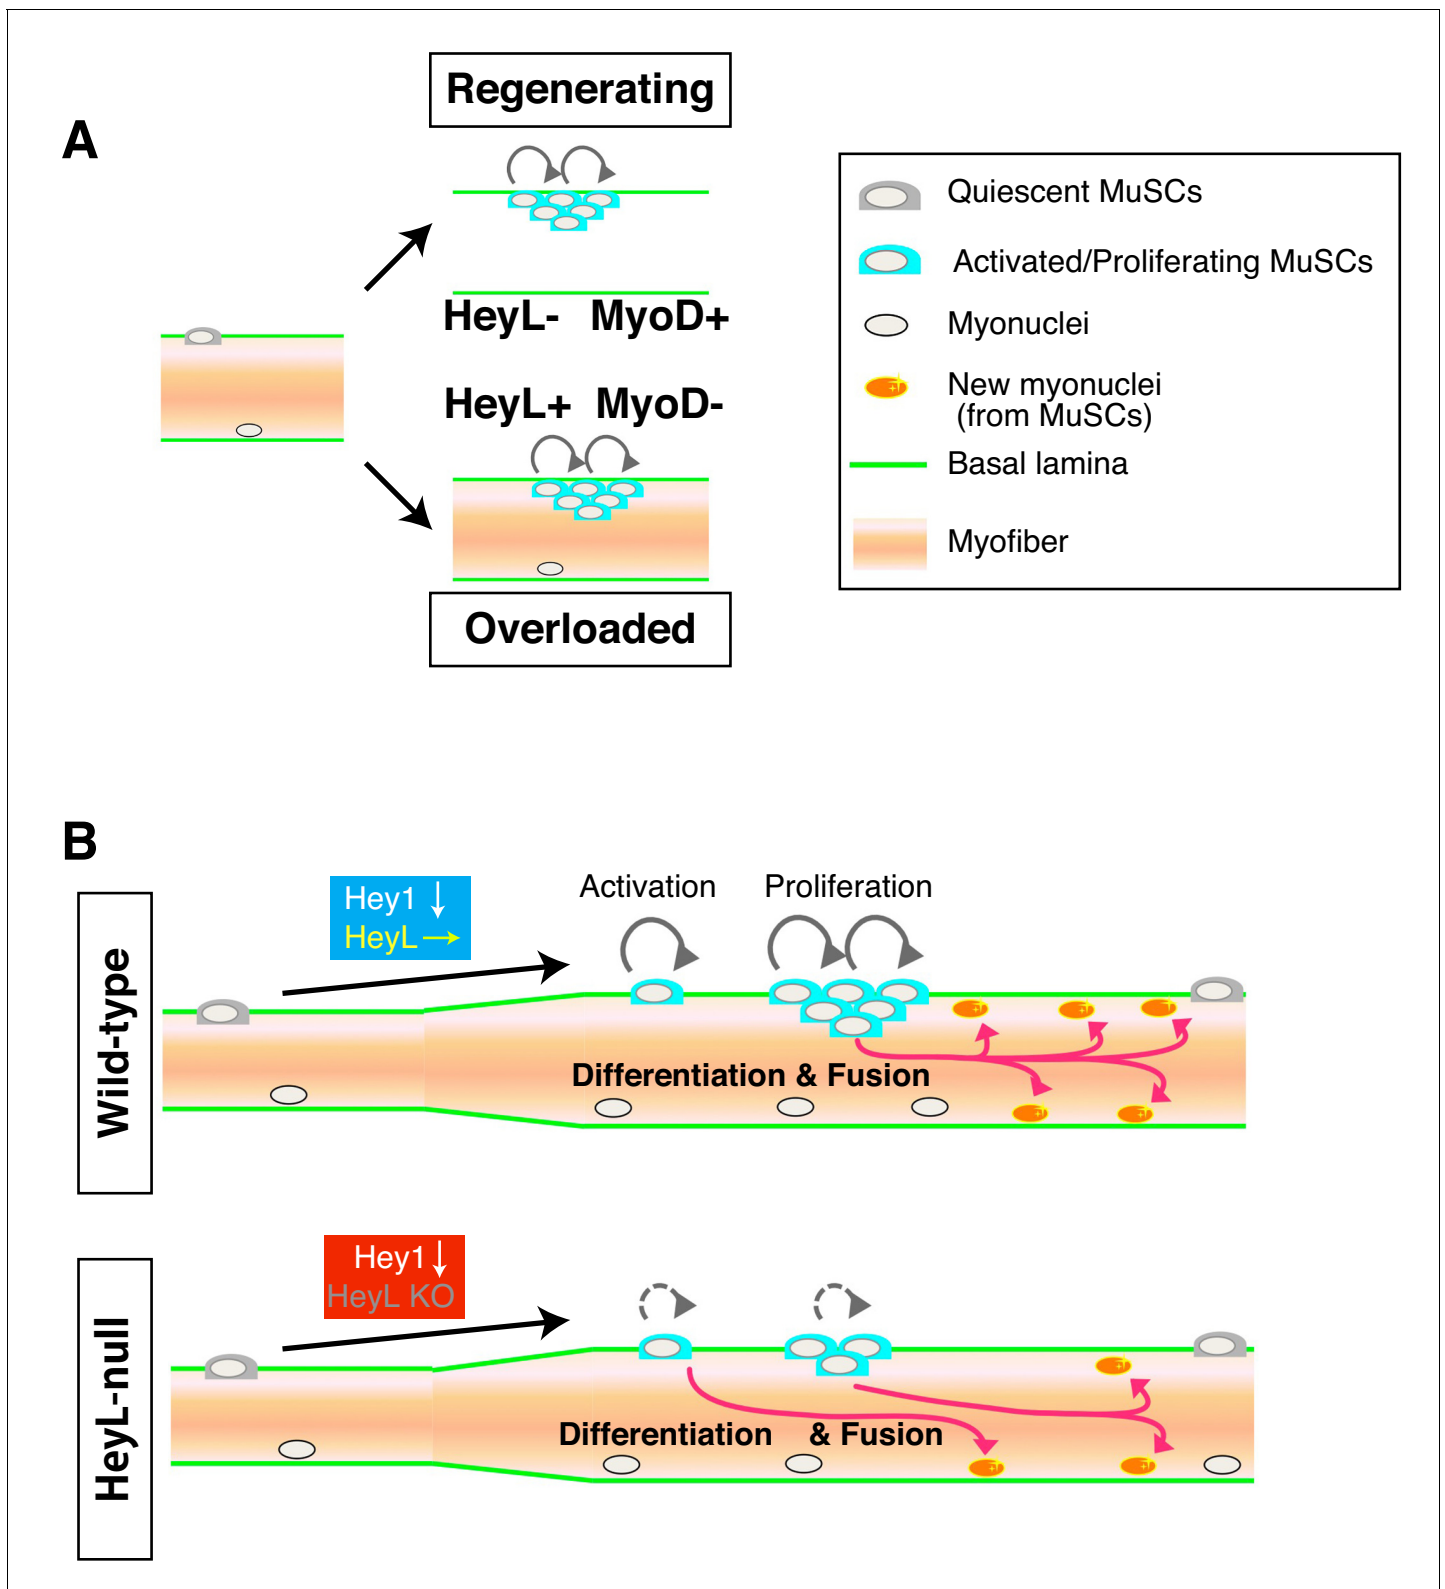 A
Regenerating
HeyL- MyoD+
HeyL+ MyoD-
Overloaded
Quiescent MuSCs
Activated/Proliferating MuSCs
Myonuclei
New myonuclei
(from MuSCs)
Basal lamina
Myofiber
B
Wild-type
Hey1 ↓
HeyL →
Activation Proliferation
Differentiation & Fusion
HeyL-null
Hey1 ↓
HeyL KO
Differentiation & Fusion